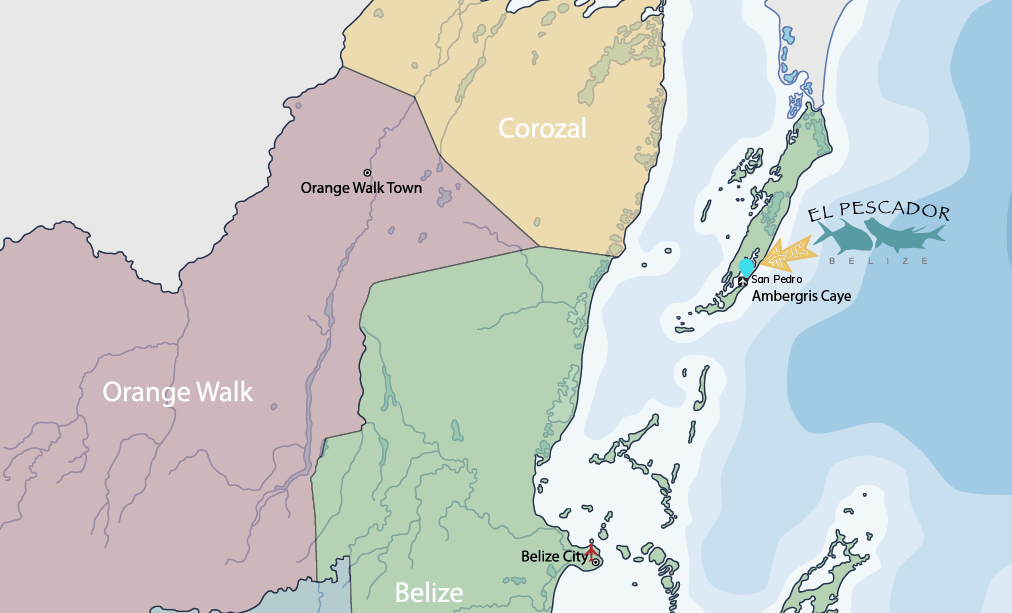 Corozal
Orange Walk Town
EL PESCADOR
BELIZE
San Pedro
Ambergris Caye
Orange Walk
Belize City
Belize